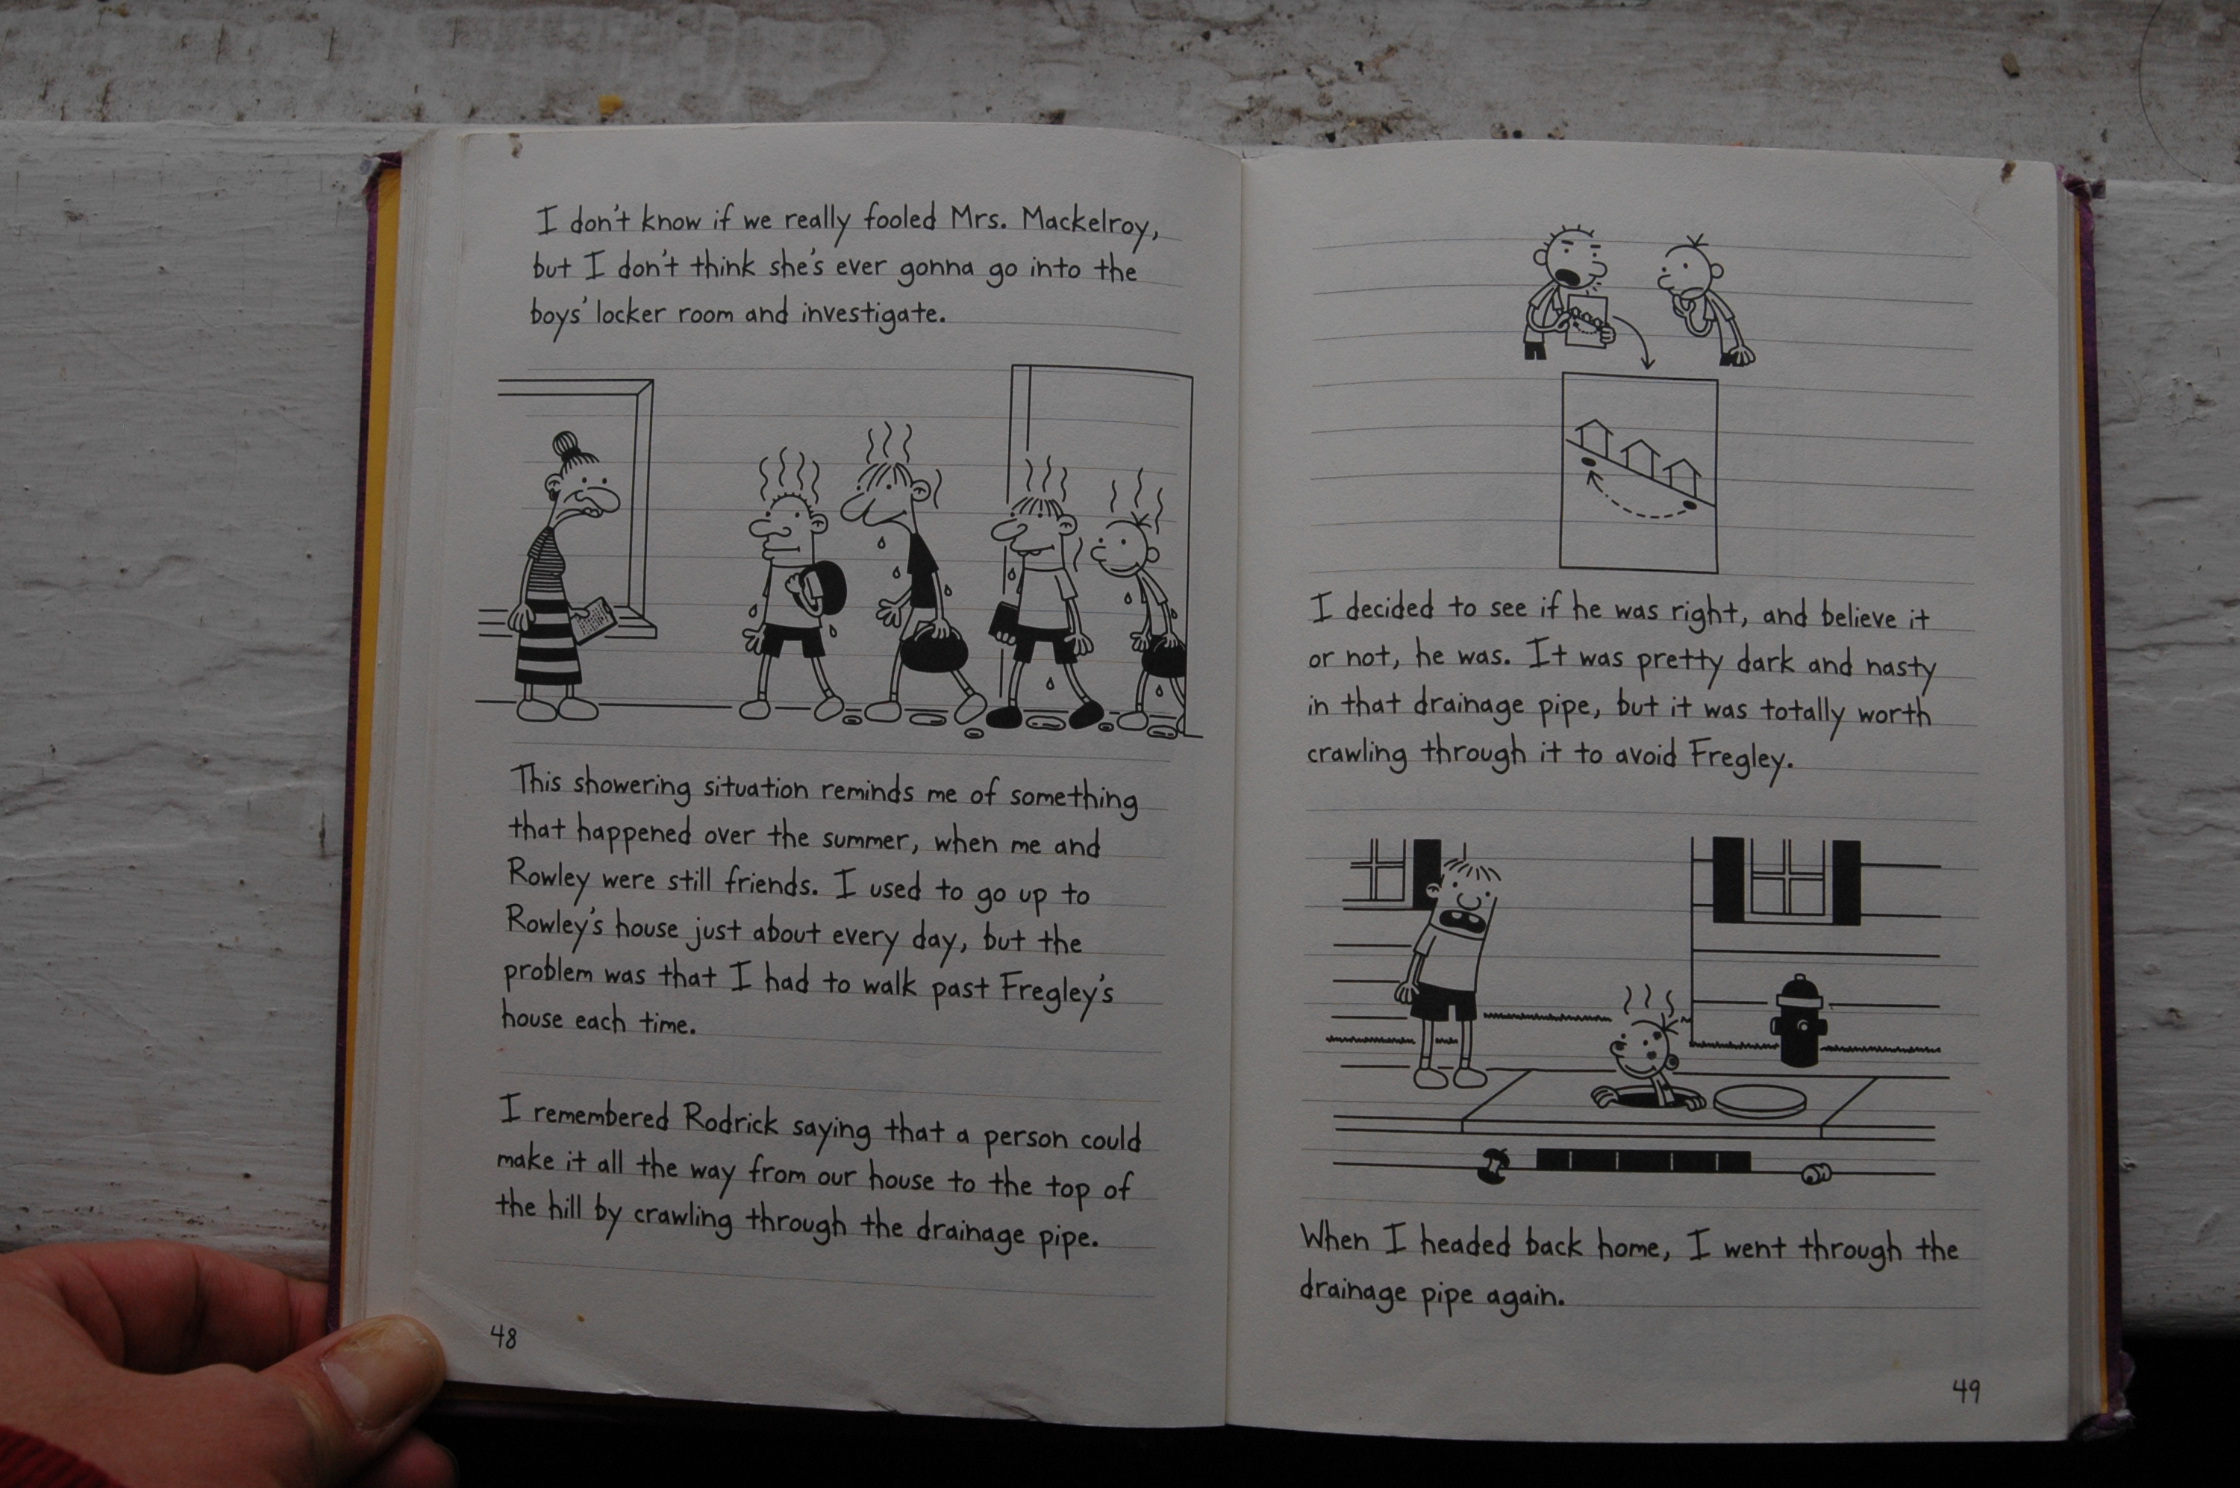 I don't know if we really fooled Mrs. Mackelroy,
but I don't think she's ever gonna go into the
boys' locker room and investigate.
This showering situation reminds me of something
that happened over the summer, when me and
Rowley were still friends. I used to go up to
Rowley's house just about every day, but the
problem was that I had to walk past Fregley's
house each time.
I remembered Rodrick saying that a person could
make it all the way from our house to the top of
the hill by crawling through the drainage pipe.
48
I decided to see if he was right, and believe it
or not, he was. It was pretty dark and nasty
in that drainage pipe, but it was totally worth
crawling through it to avoid Fregley.
When I headed back home, I went through the
drainage pipe again.
49